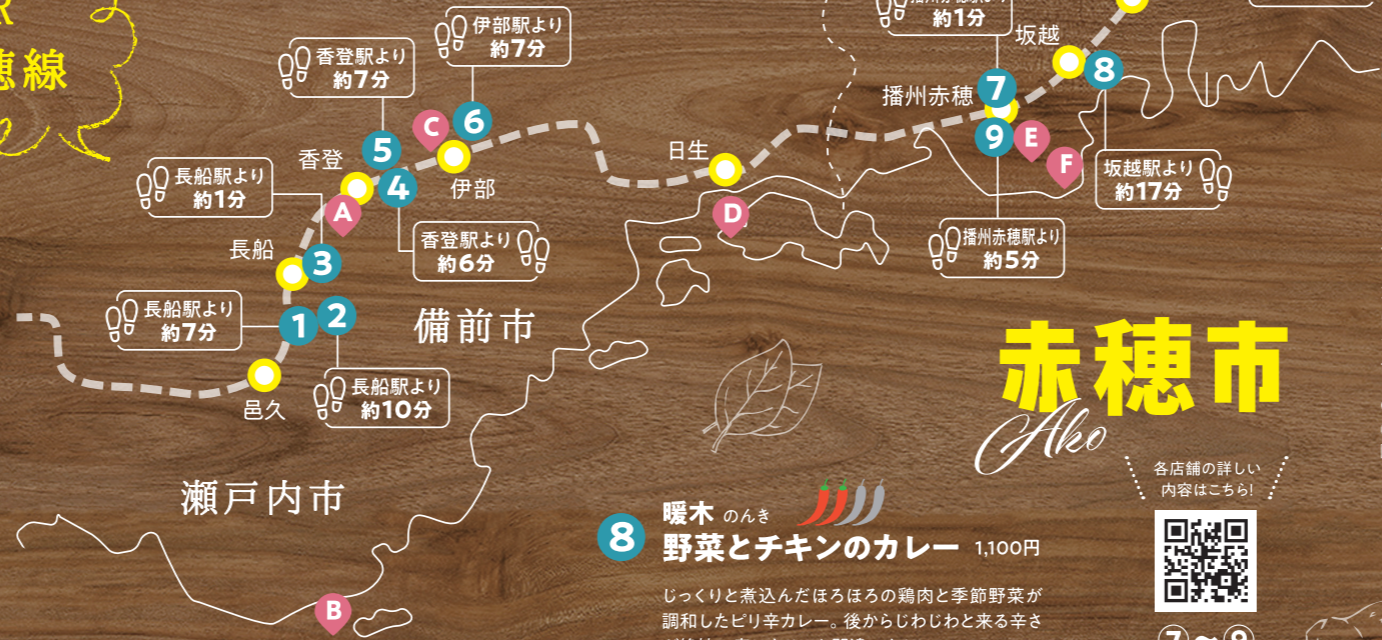 穂線
伊部駅より
約7分
香登駅より
約7分
約1分
坂越
8
7
播州赤穂
9
E
F
坂越駅より
約17分
播州赤穂駅より
約5分
C
6
5
香登
4
伊部
日生
D
長船駅より
約1分
A
香登駅より
約6分
長船
3
長船駅より
約7分
1
2
備前市
長船駅より
約10分
邑久
赤穂市
Ako
各店舗の詳しい
内容はこちら!
瀬戸内市
B
8
暖木 のんき
野菜とチキンのカレー 1,100円
じっくりと煮込んだほろほろの鶏肉と季節野菜が
調和したピリ辛カレー。後からじわじわと来る辛さ
7~9